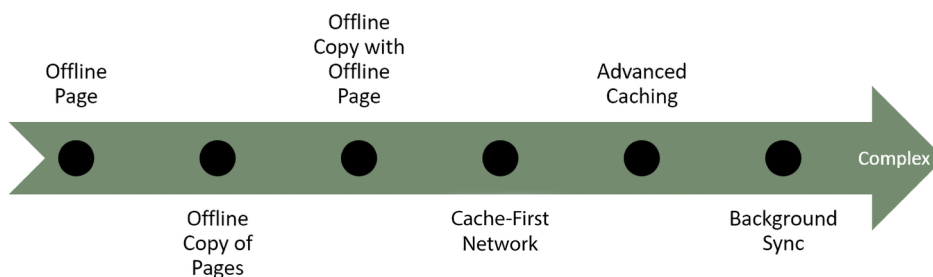 Offline
Page
Offline
Copy of
Pages
Offline
Copy with
Offline
Page
Cache-First
Network
Advanced
Caching
Background
Sync
Complex